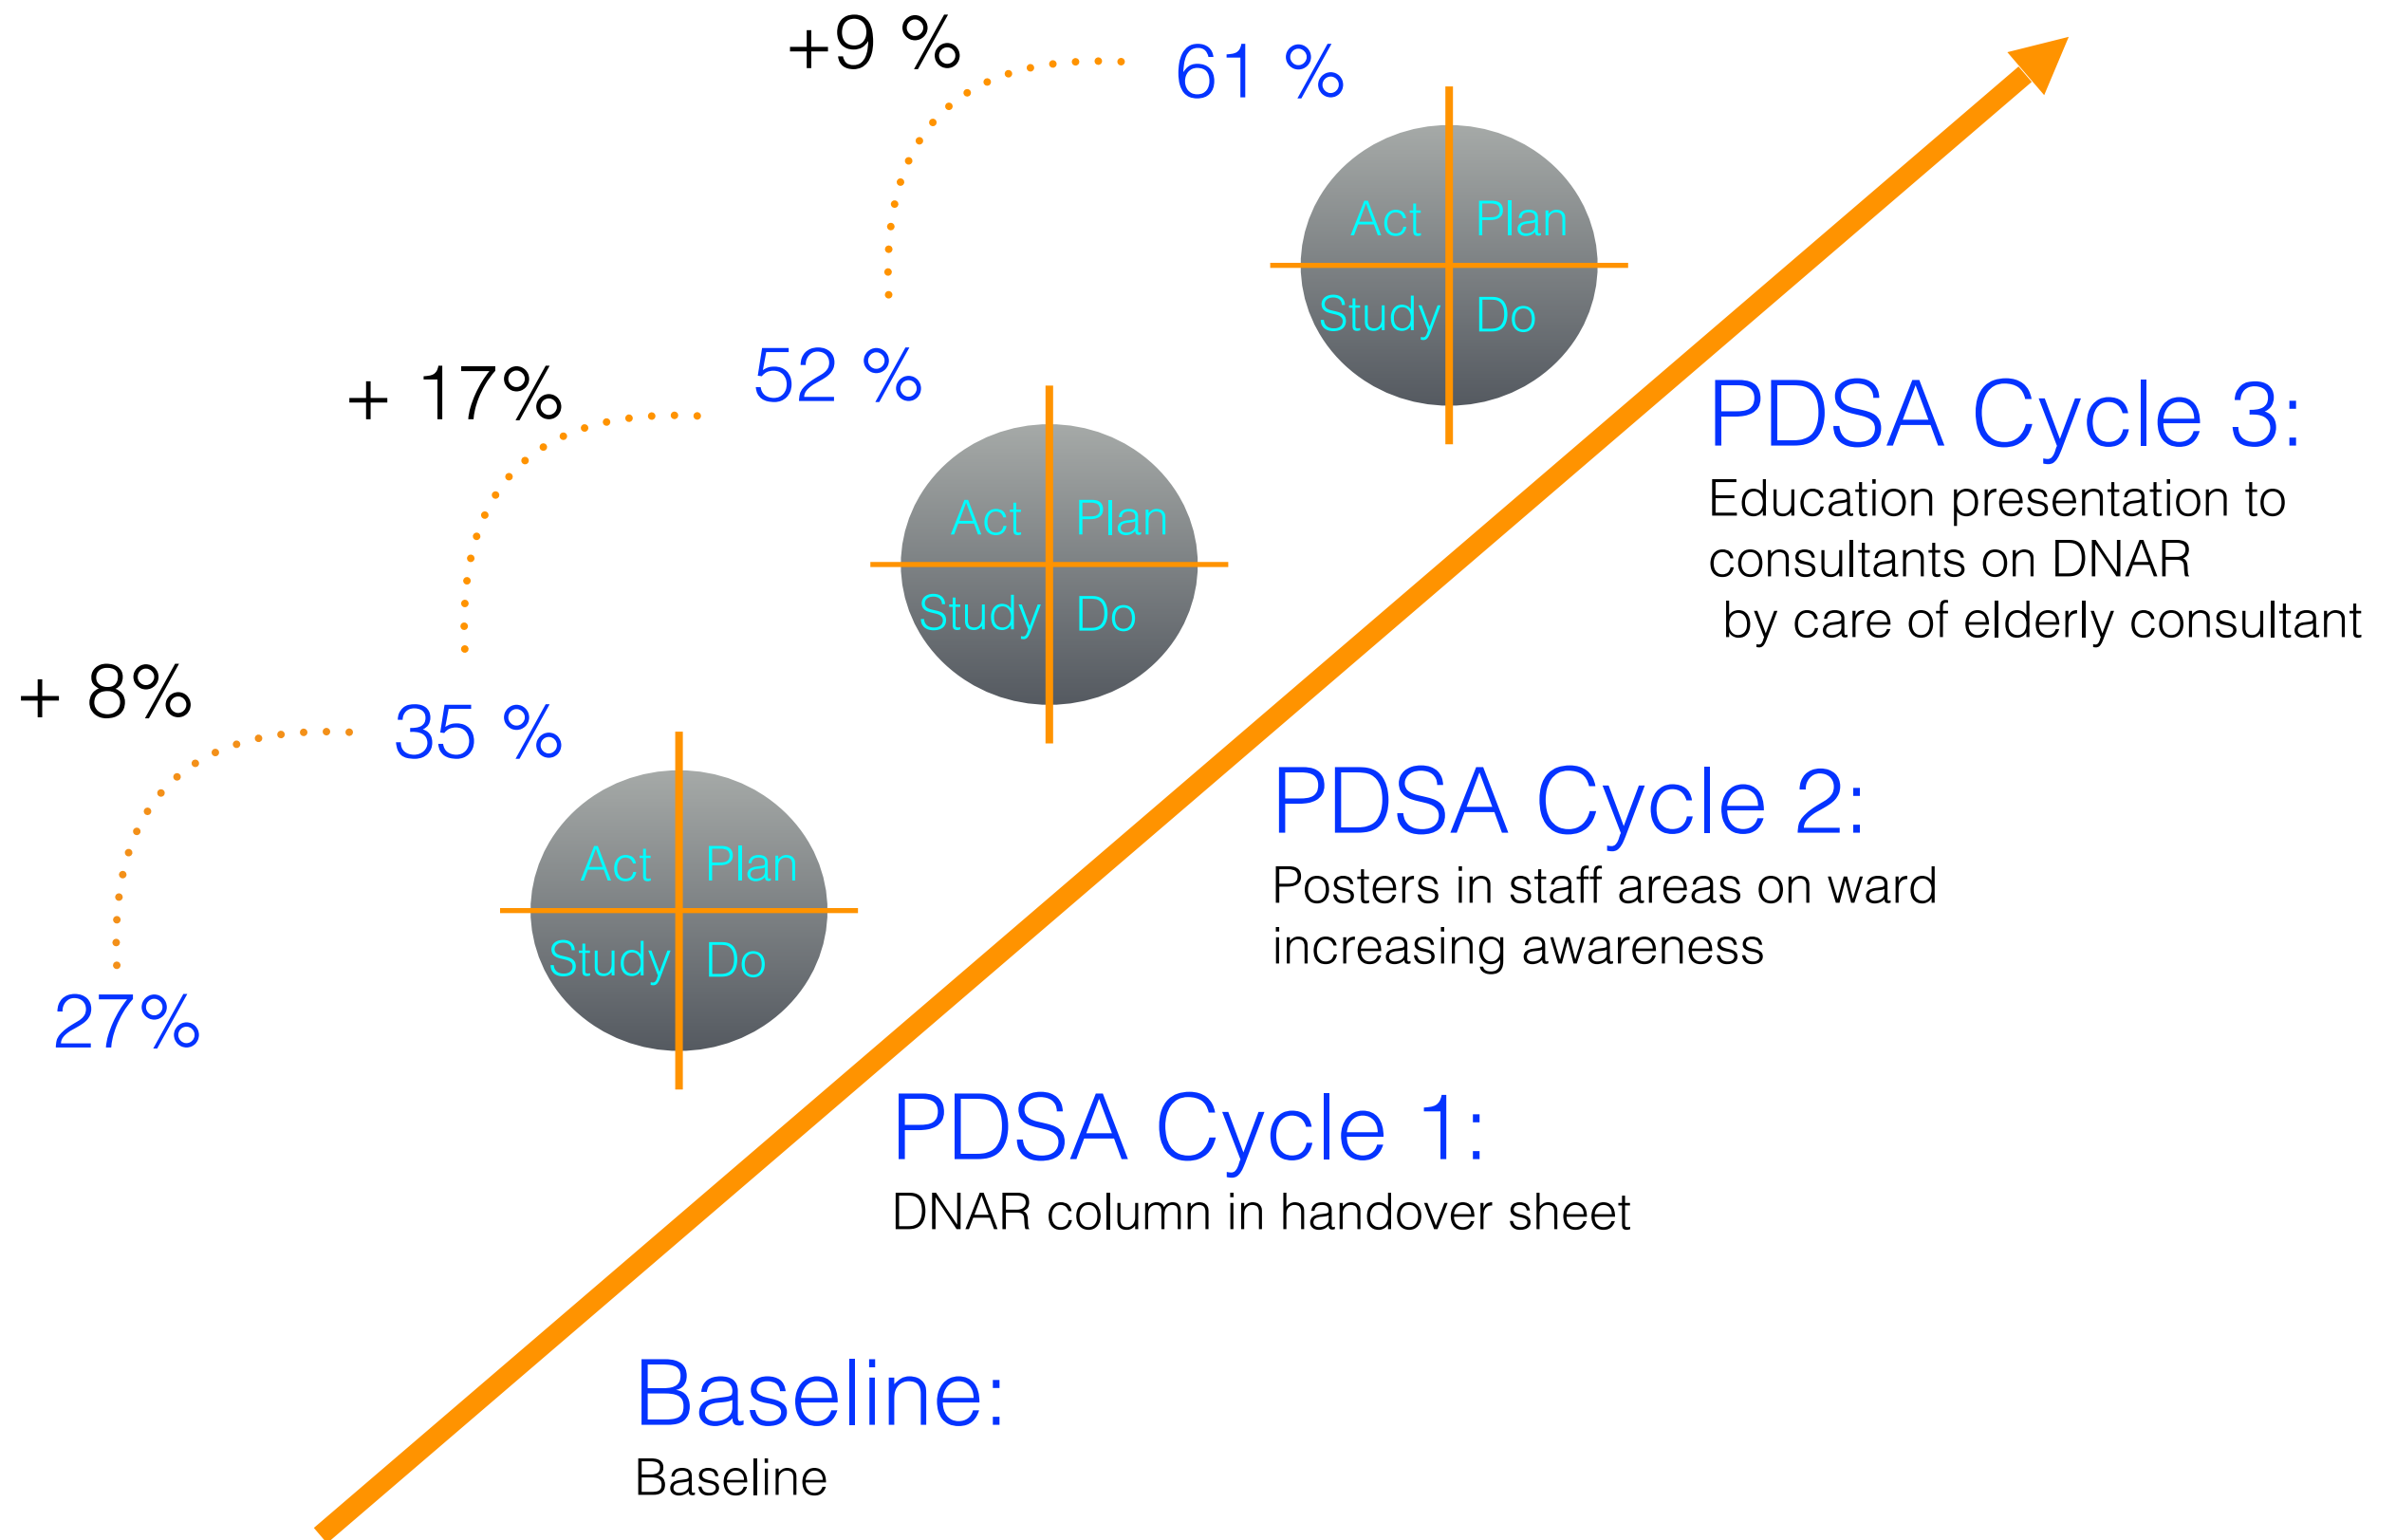 +9 %
61 %
Act Plan
Study Do
PDSA Cycle 3:
Education presentation to
consultants on DNAR
by care of elderly consultant
+ 17%
52 %
Act Plan
Study Do
PDSA Cycle 2:
Posters in staff areas on ward
increasing awareness
+ 8%
35 %
Act Plan
Study Do
27%
PDSA Cycle 1:
DNAR column in handover sheet
Baseline:
Baseline